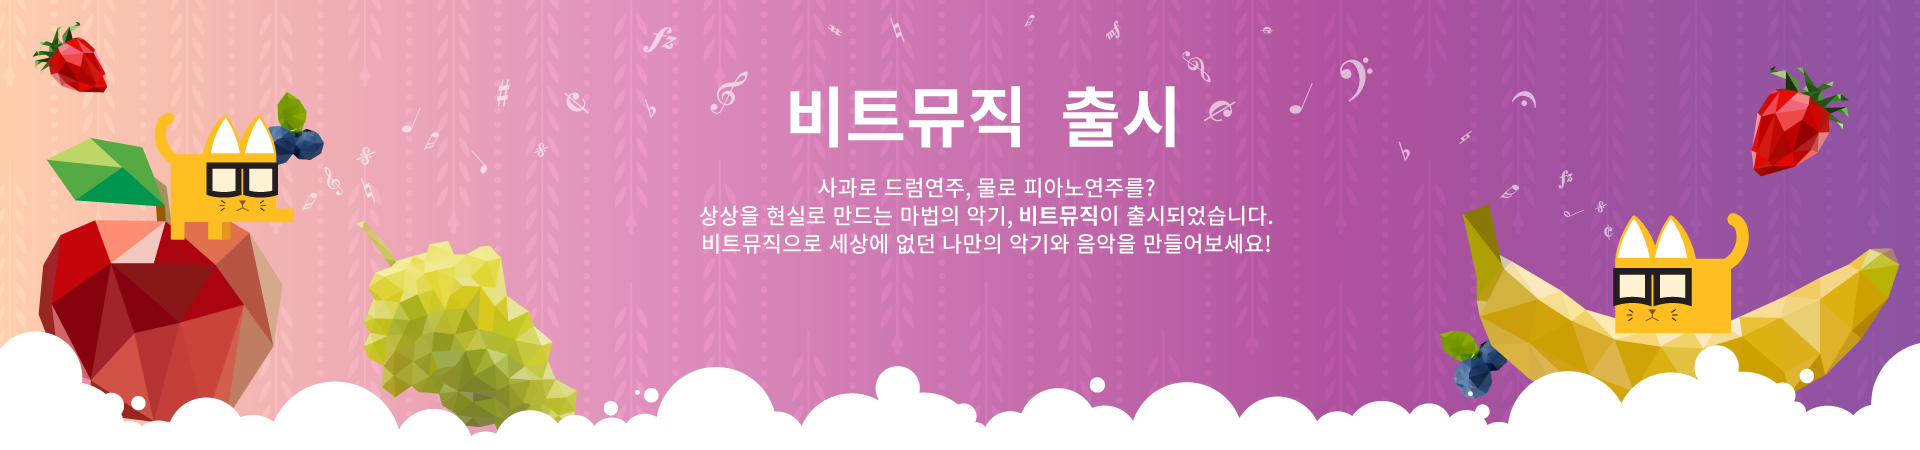 비트뮤직 출시
사과로 드럼연주, 물로 피아노연주를?
상상을 현실로 만드는 마법의 악기, 비트뮤직이 출시되었습니다.
비트뮤직으로 세상에 없던 나만의 악기와 음악을 만들어보세요!